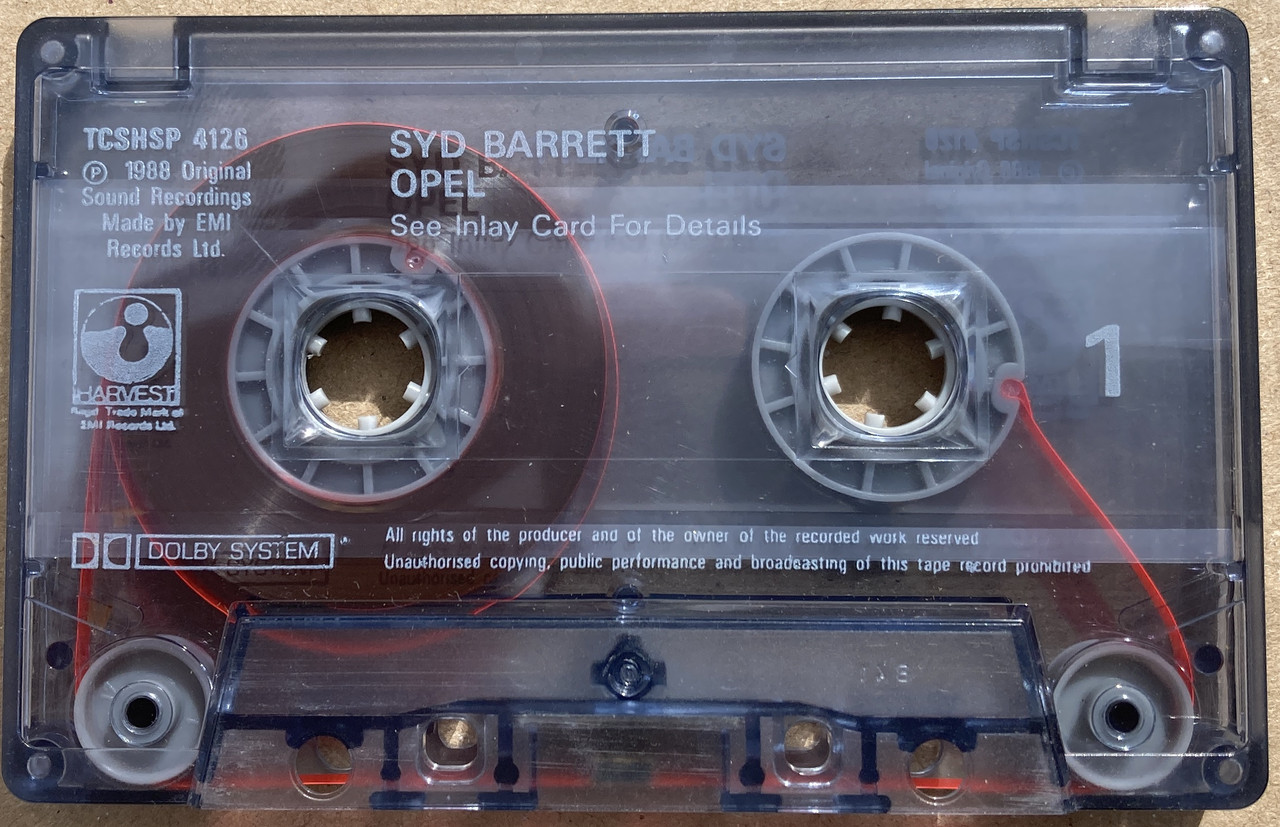 TCSHSP 4126
Ⓟ 1988 Original
Sound Recordings
Made by EMI
Records Ltd.
SYD BARRETT
OPEL
See Inlay Card For Details
HARVEST
Regd Trade Mark of
EMI Records Ltd.
1
DOLBY SYSTEM
All rights of the producer and of the owner of the recorded work reserved
Unauthorised copying, public performance and broadcasting of this tape record prohibited